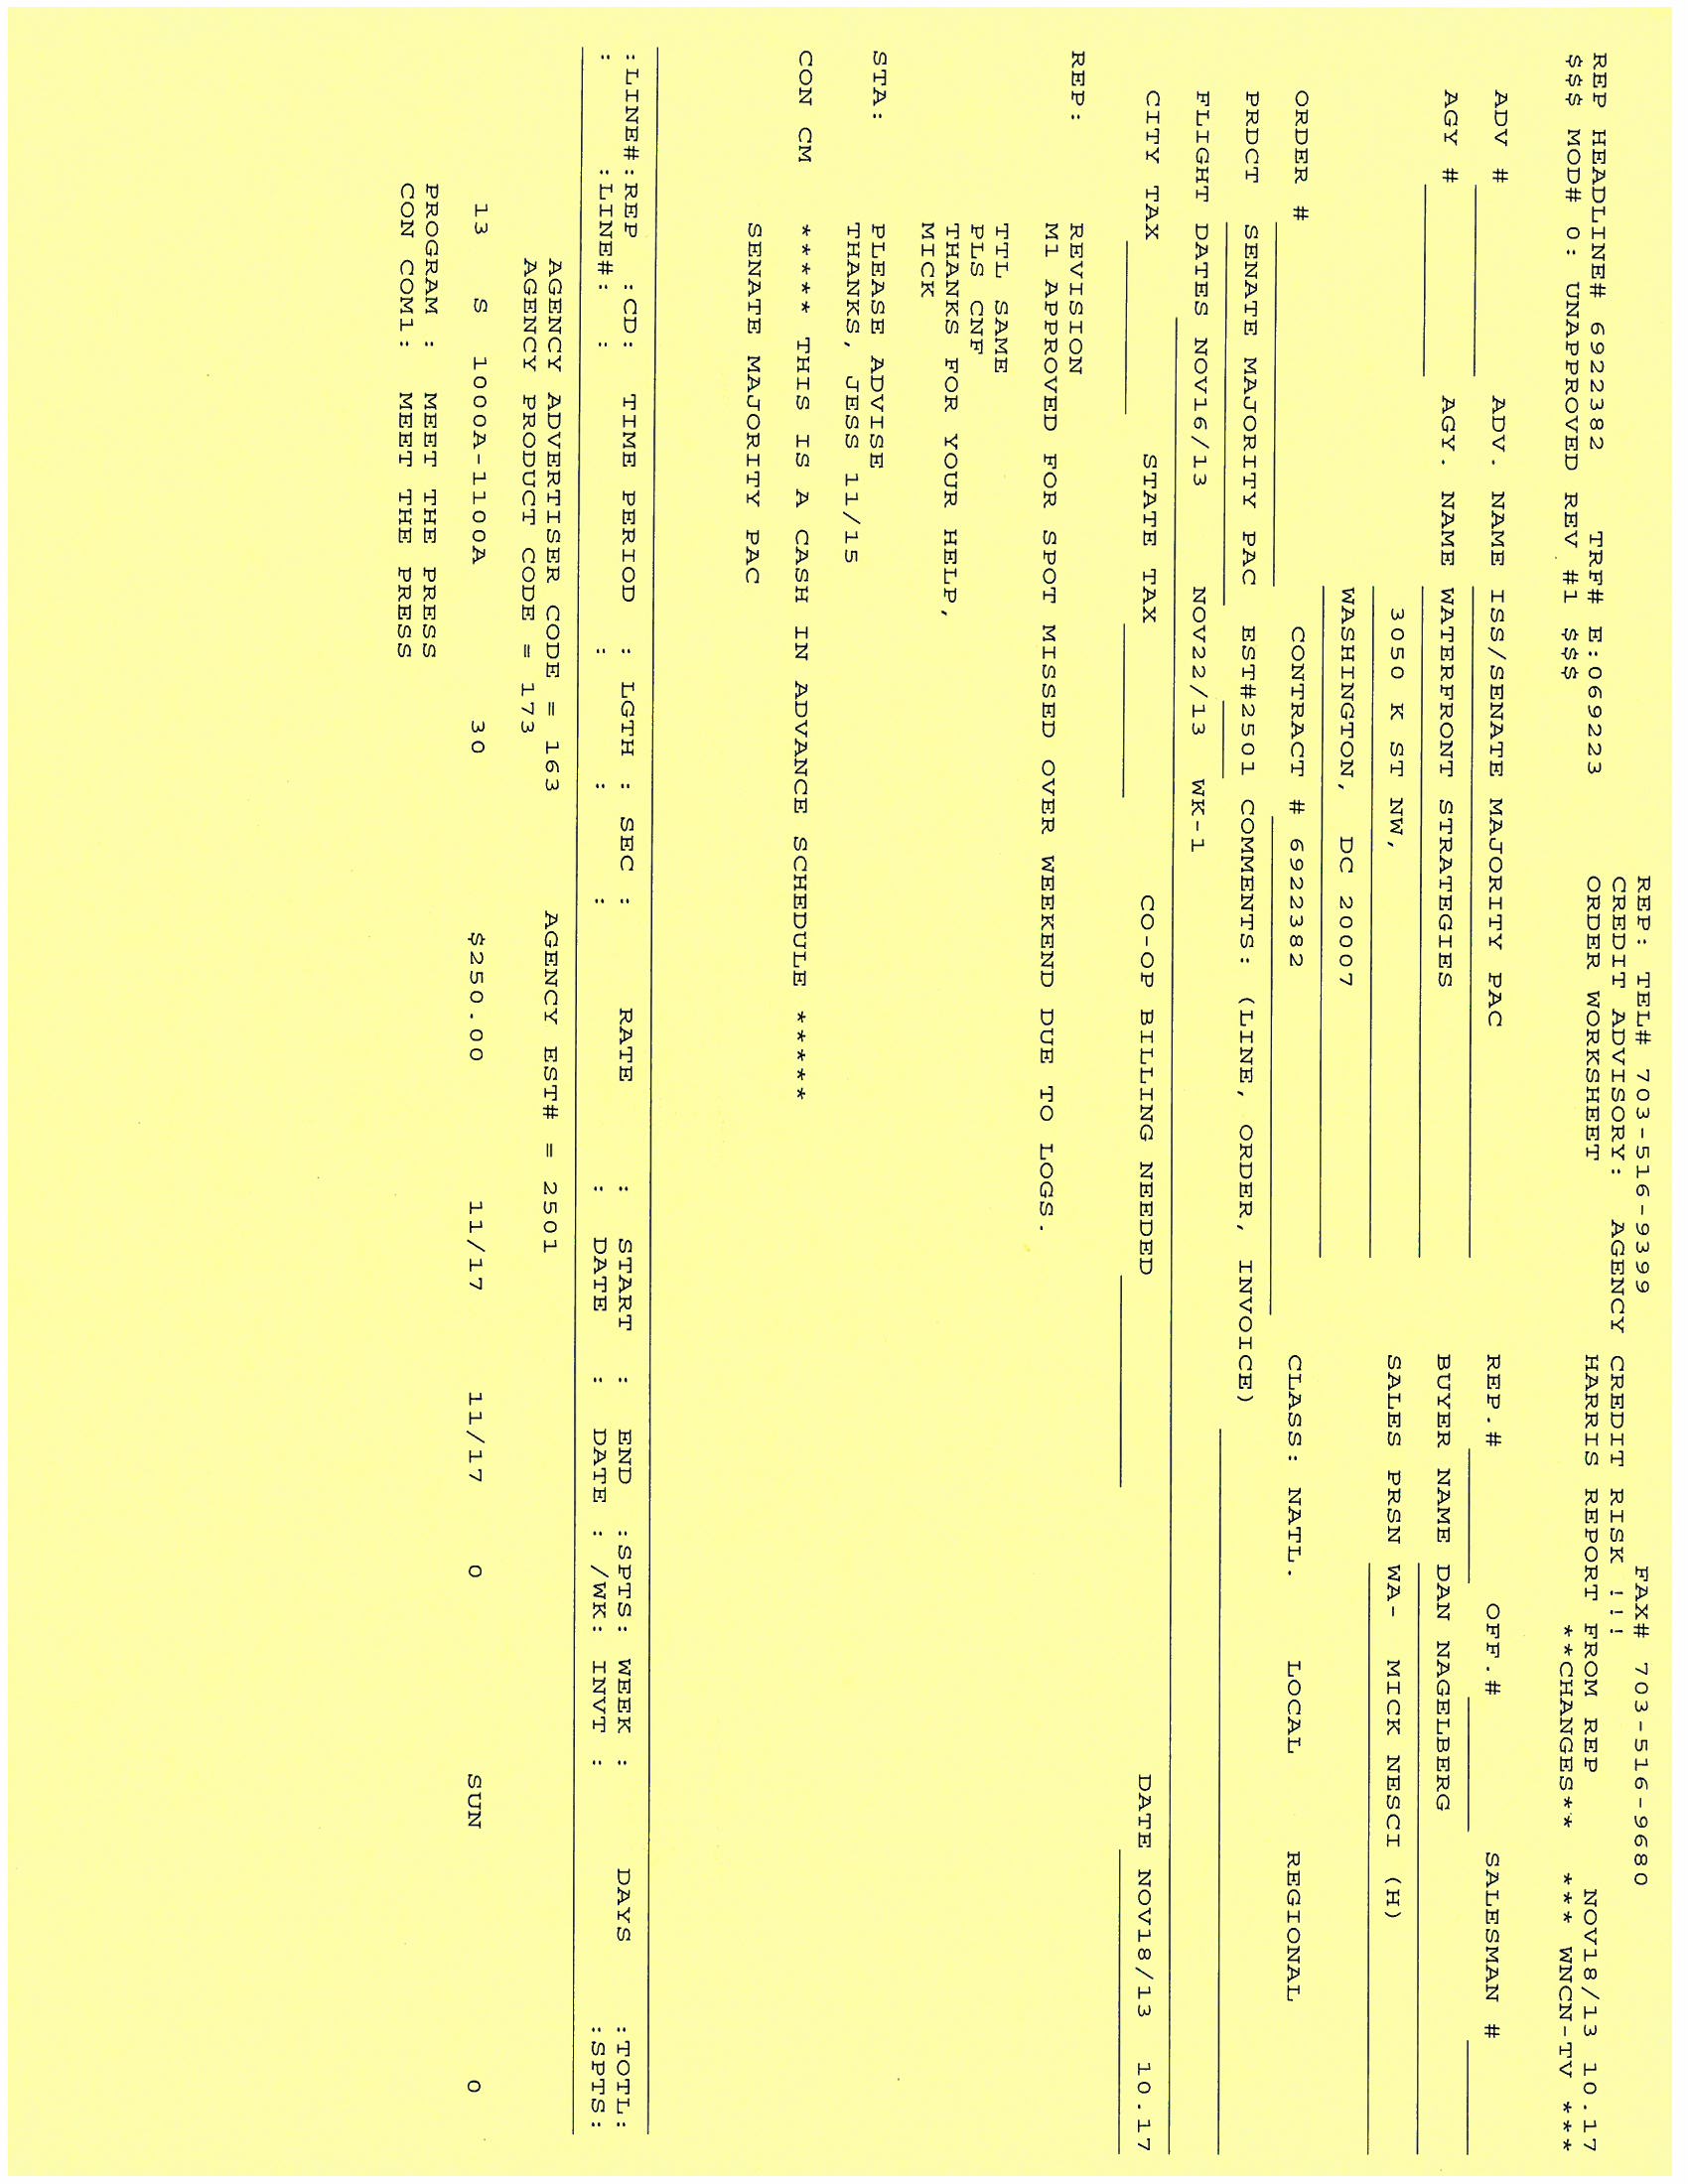 REP: TEL# 703-516-9399 FAX# 703-516-9680
CREDIT ADVISORY: AGENCY CREDIT RISK !!!
REP HEADLINE# 6922382 TRF# E:069223 ORDER WORKSHEET HARRIS REPORT FROM REP NOV18/13 10.17
$$$ MOD# 0: UNAPPROVED REV #1 $$$ **CHANGES** *** WNCN-TV ***
ADV # ADV. NAME ISS/SENATE MAJORITY PAC REP.# OFF.# SALESMAN #
AGY # AGY. NAME WATERFRONT STRATEGIES BUYER NAME DAN NAGELBERG
3050 K ST NW, SALES PRSN WA- MICK NESCI (H)
WASHINGTON, DC 20007
ORDER # CONTRACT # 6922382 CLASS: NATL. LOCAL REGIONAL
PRDCT SENATE MAJORITY PAC EST#2501 COMMENTS: (LINE, ORDER, INVOICE)
FLIGHT DATES NOV16/13 NOV22/13 WK-1
CITY TAX STATE TAX CO-OP BILLING NEEDED DATE NOV18/13 10.17
REP: REVISION
M1 APPROVED FOR SPOT MISSED OVER WEEKEND DUE TO LOGS.
TTL SAME
PLS CNF
THANKS FOR YOUR HELP,
MICK
STA: PLEASE ADVISE
THANKS, JESS 11/15
CON CM ***** THIS IS A CASH IN ADVANCE SCHEDULE *****
SENATE MAJORITY PAC
:LINE#:REP :CD: TIME PERIOD : LGTH : SEC : RATE : START : END :SPTS: WEEK : DAYS :TOTL:
: :LINE#: : : : : : DATE : DATE : /WK: INVT : :SPTS:
AGENCY ADVERTISER CODE = 163 AGENCY EST# = 2501
AGENCY PRODUCT CODE = 173
13 S 1000A-1100A 30 $250.00 11/17 11/17 0 SUN 0
PROGRAM : MEET THE PRESS
CON COM1: MEET THE PRESS